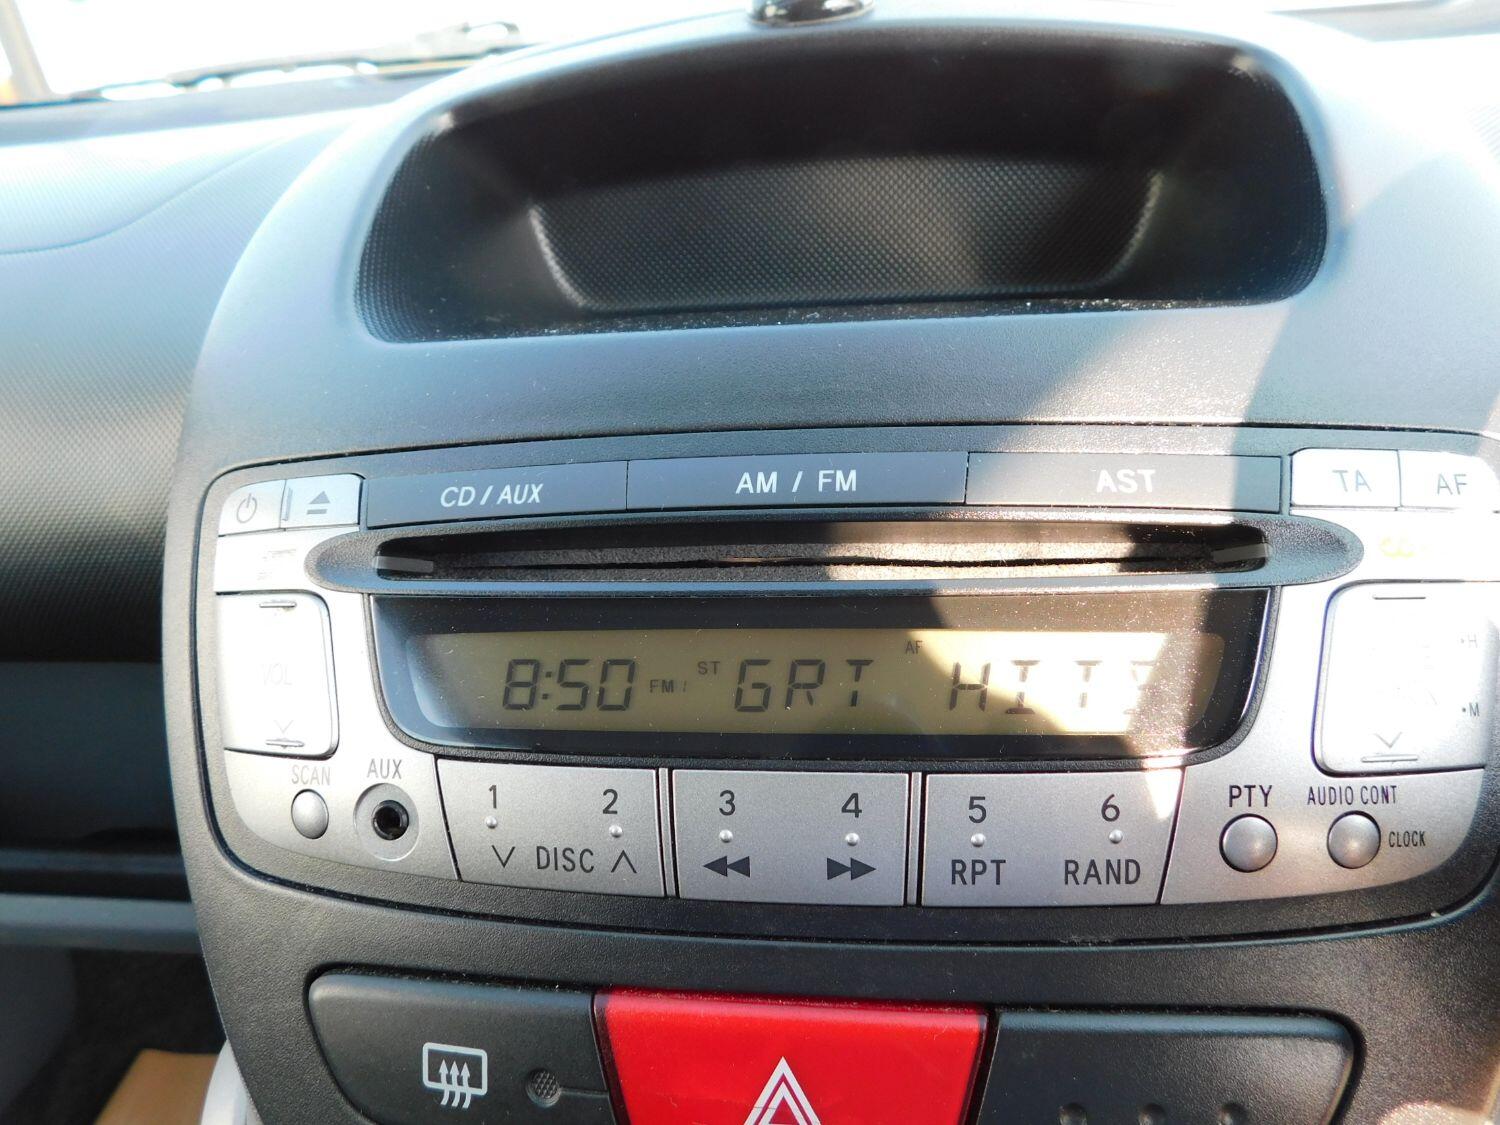 CD / AUX AM / FM AST TA AF
VOL
8:50 FM ST GRT AF HIT
•H
•M
SCAN AUX 1 2 3 4 5 6 PTY AUDIO CONT
DISC RPT RAND CLOCK